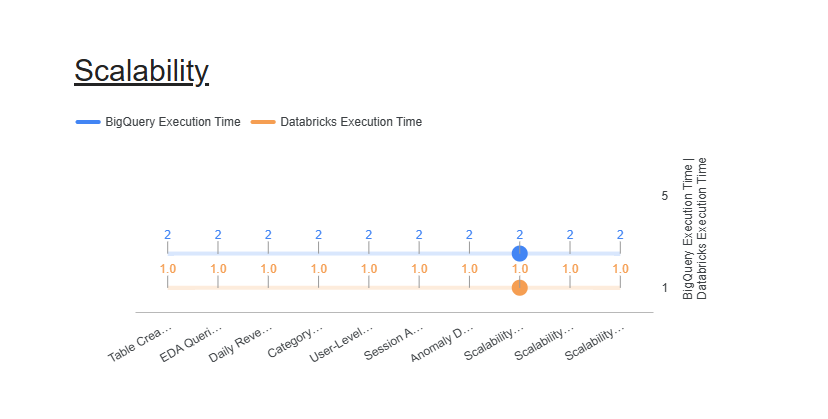 Scalability
BigQuery Execution Time Databricks Execution Time
5
2 2 2 2 2 2 2 2 2 2
1.0 1.0 1.0 1.0 1.0 1.0 1.0 1.0 1.0 1.0
1
BigQuery Execution Time |
Databricks Execution Time
Table Crea…
EDA Queri…
Daily Reve…
Category…
User-Level…
Session A…
Anomaly D…
Scalability…
Scalability…
Scalability…